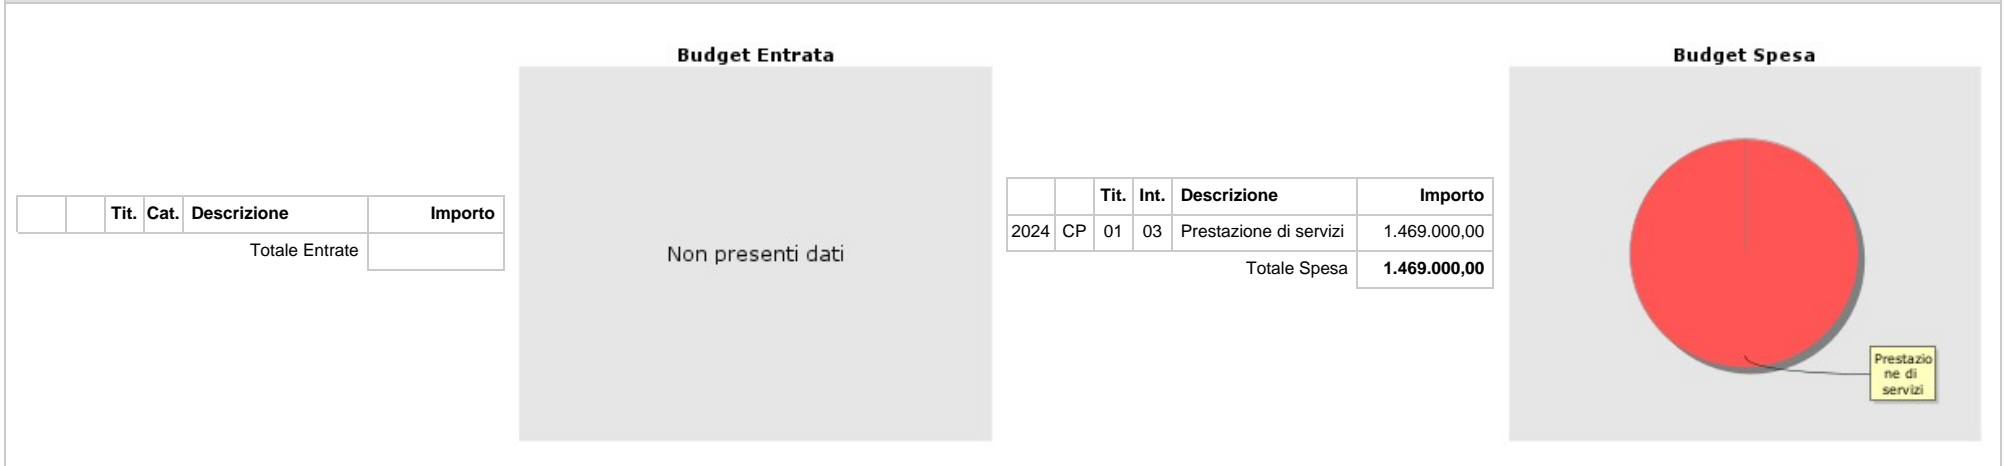 Budget Entrata
Tit. Cat. Descrizione Importo
Totale Entrate
Non presenti dati
Budget Spesa
Tit. Int. Descrizione Importo
2024 CP 01 03 Prestazione di servizi 1.469.000,00
Totale Spesa 1.469.000,00
Prestazio
ne di
servizi